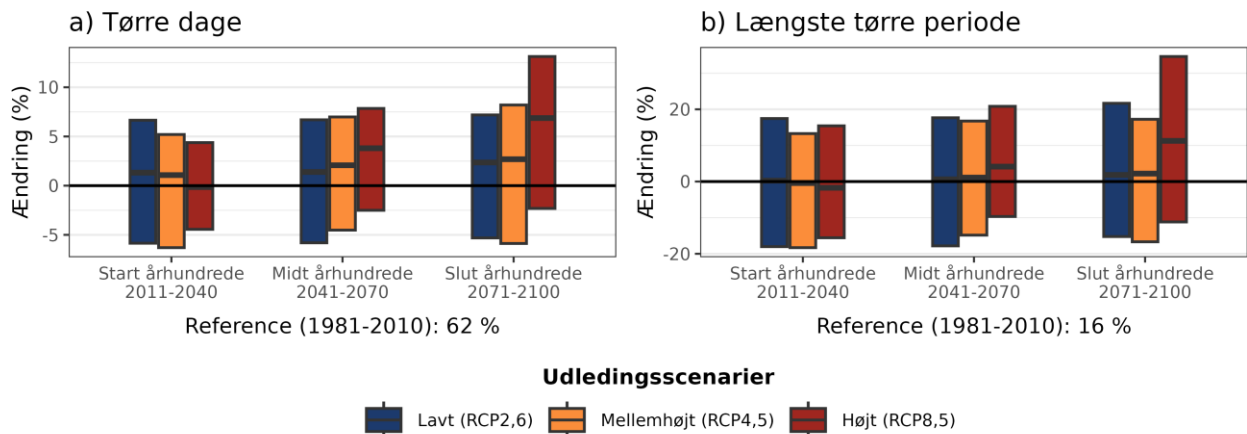 a) Tørre dage
Ændring (%)
10
5
0
-5
Start århundrede
2011-2040
Midt århundrede
2041-2070
Slut århundrede
2071-2100
Reference (1981-2010): 62 %
b) Længste tørre periode
Ændring (%)
20
0
-20
Start århundrede
2011-2040
Midt århundrede
2041-2070
Slut århundrede
2071-2100
Reference (1981-2010): 16 %
Udledingsscenarier
Lavt (RCP2,6)
Mellemhøjt (RCP4,5)
Højt (RCP8,5)